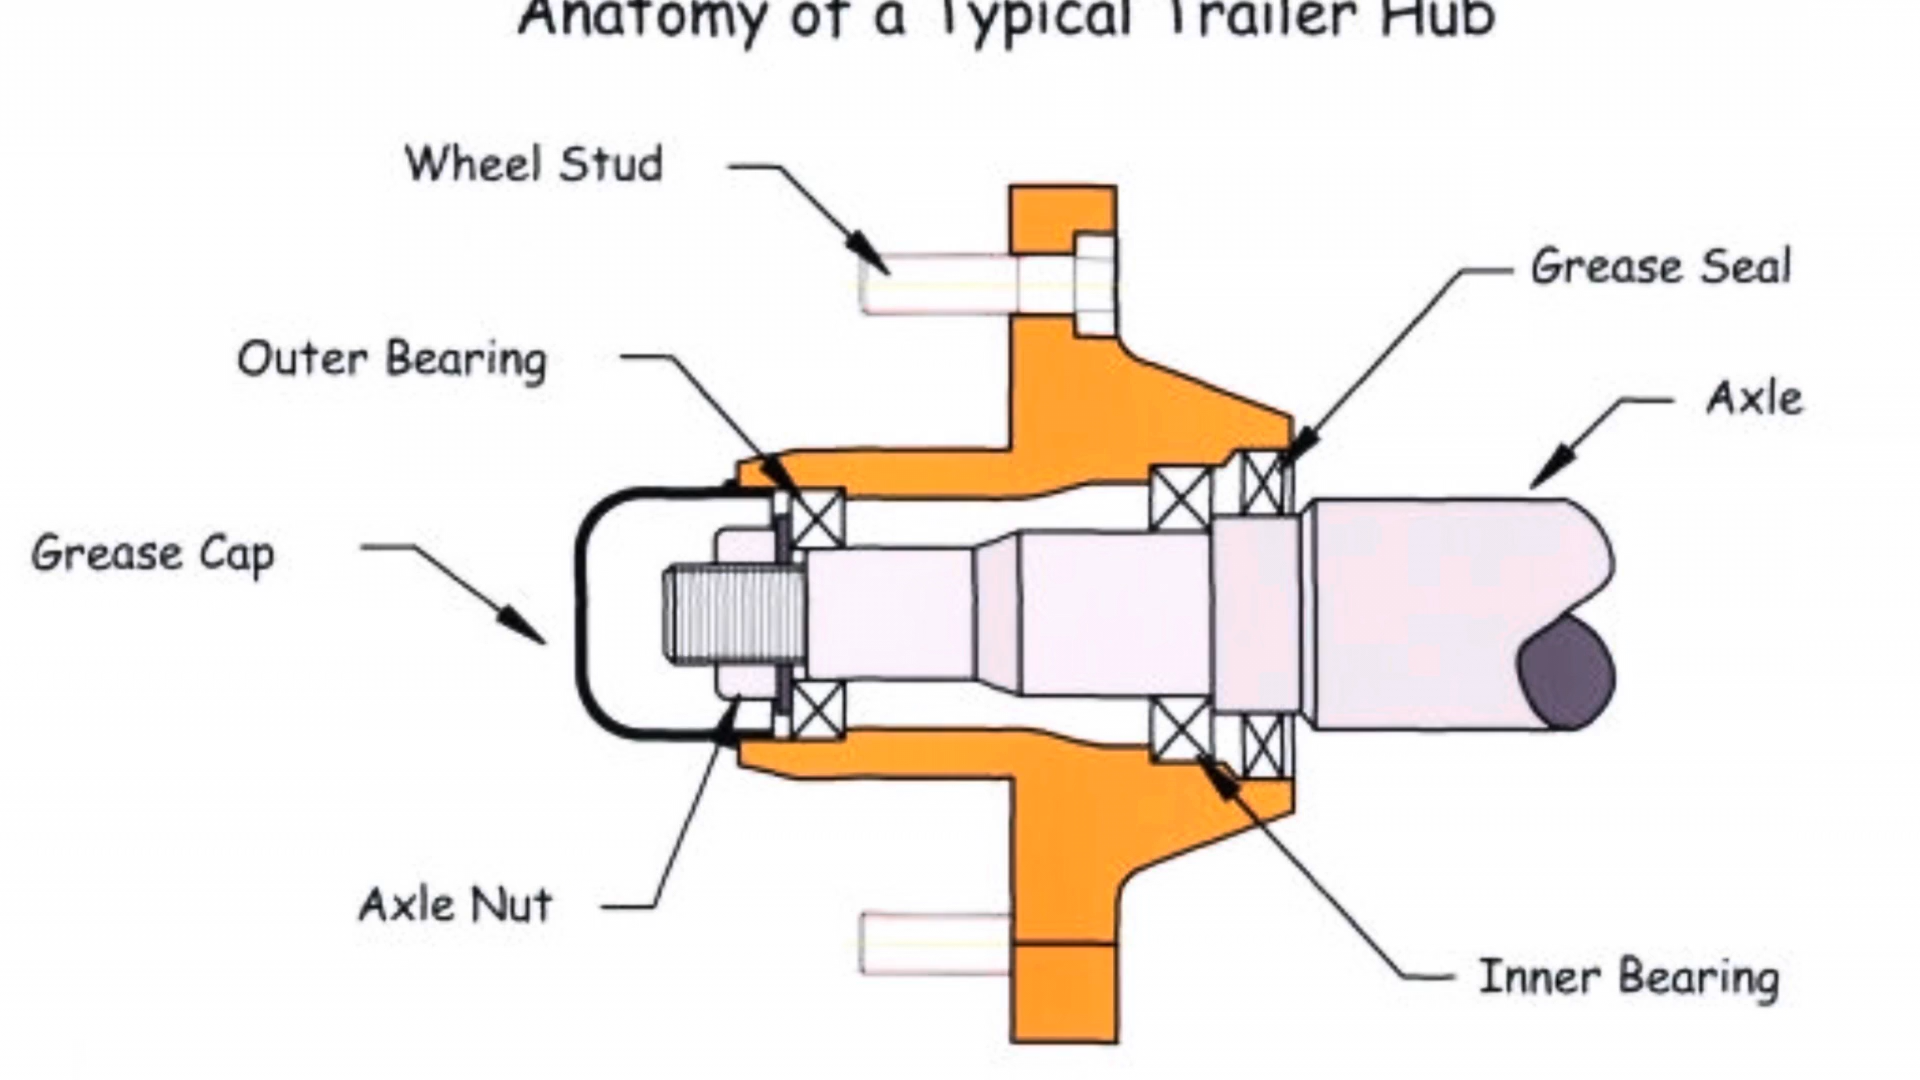 Anatomy of a Typical Trailer Hub
Wheel Stud
Grease Seal
Outer Bearing
Axle
Grease Cap
Axle Nut
Inner Bearing